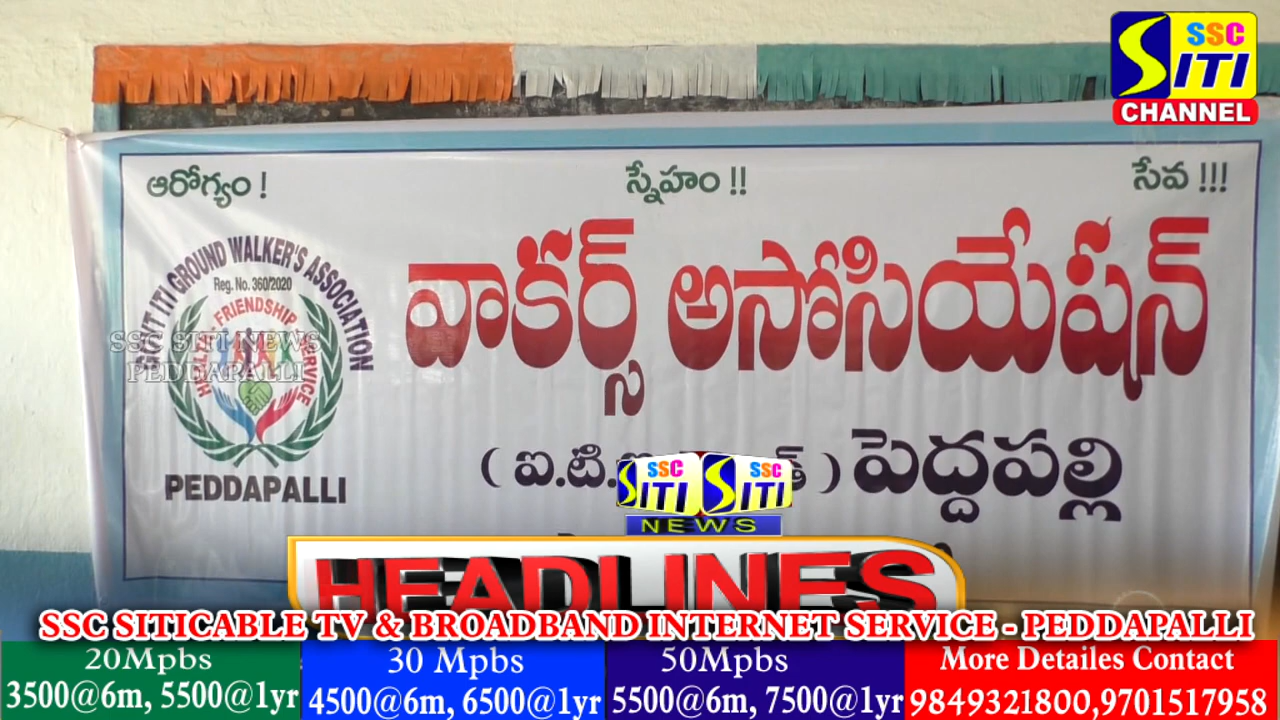 SSC
SITI
CHANNEL
ఆరోగ్యం ! స్నేహం !! సేవ !!!
GOVT ITI GROUND WALKER'S ASSOCIATION
Reg. No. 360/2020
HEALTH FRIENDSHIP SERVICE
SSC SITI NEWS
PEDDAPALLI
PEDDAPALLI
వాకర్స్ అసోసియేషన్
పెద్దపల్లి
SSC SSC
SITI SITI
NEWS
HEADLINES
SSC SITICABLE TV & BROADBAND INTERNET SERVICE - PEDDAPALLI
20Mpbs 30 Mpbs 50Mpbs More Detailes Contact
3500@6m, 5500@1yr 4500@6m, 6500@1yr 5500@6m, 7500@1yr 9849321800,9701517958